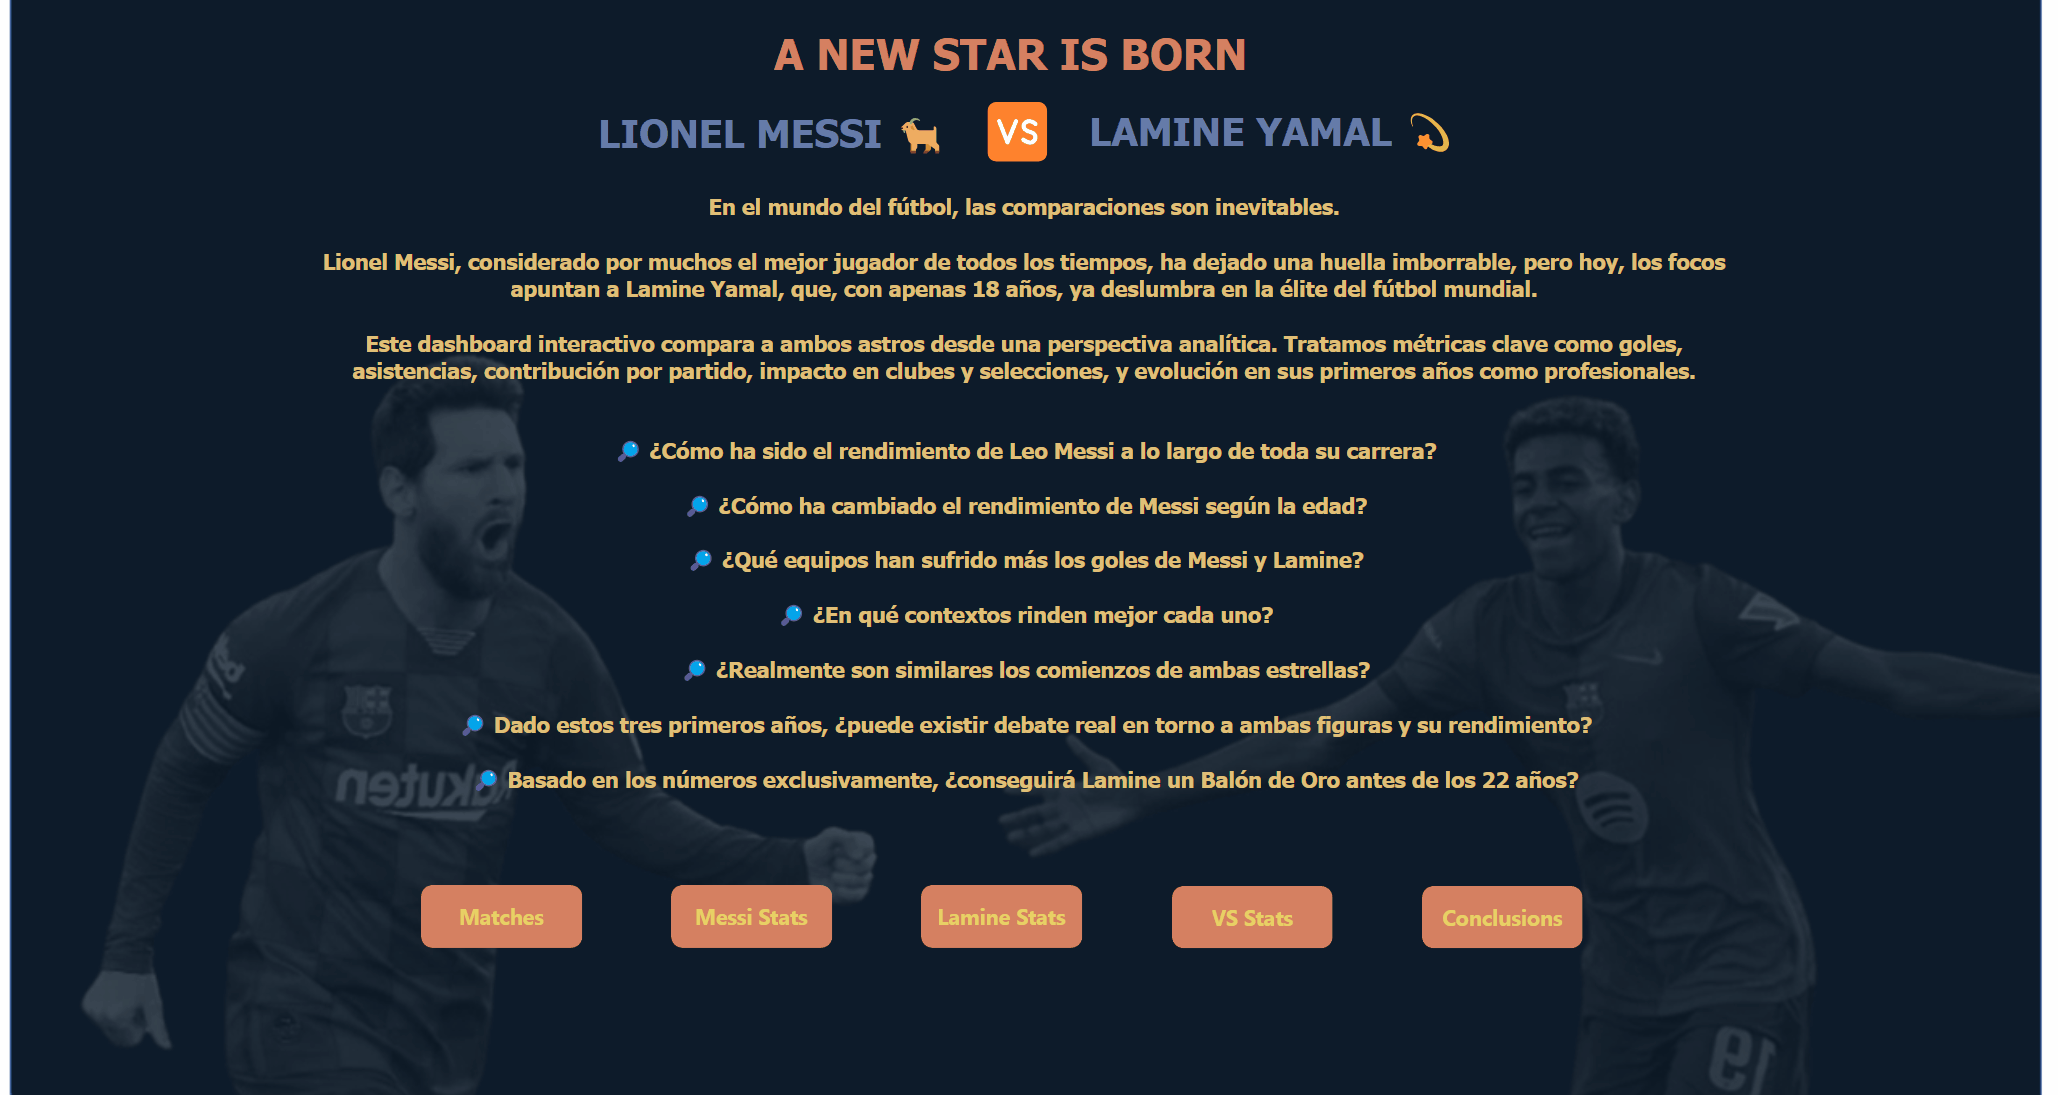 A NEW STAR IS BORN
LIONEL MESSI 🐐 🆚 LAMINE YAMAL 💫
En el mundo del fútbol, las comparaciones son inevitables.
Lionel Messi, considerado por muchos el mejor jugador de todos los tiempos, ha dejado una huella imborrable, pero hoy, los focos
apuntan a Lamine Yamal, que, con apenas 18 años, ya deslumbra en la élite del fútbol mundial.
Este dashboard interactivo compara a ambos astros desde una perspectiva analítica. Tratamos métricas clave como goles,
asistencias, contribución por partido, impacto en clubes y selecciones, y evolución en sus primeros años como profesionales.
🔎 ¿Cómo ha sido el rendimiento de Leo Messi a lo largo de toda su carrera?
🔎 ¿Cómo ha cambiado el rendimiento de Messi según la edad?
🔎 ¿Qué equipos han sufrido más los goles de Messi y Lamine?
🔎 ¿En qué contextos rinden mejor cada uno?
🔎 ¿Realmente son similares los comienzos de ambas estrellas?
🔎 Dado estos tres primeros años, ¿puede existir debate real en torno a ambas figuras y su rendimiento?
🔎 Basado en los números exclusivamente, ¿conseguirá Lamine un Balón de Oro antes de los 22 años?
Rakuten
Matches
Messi Stats
Lamine Stats
VS Stats
Conclusions
19